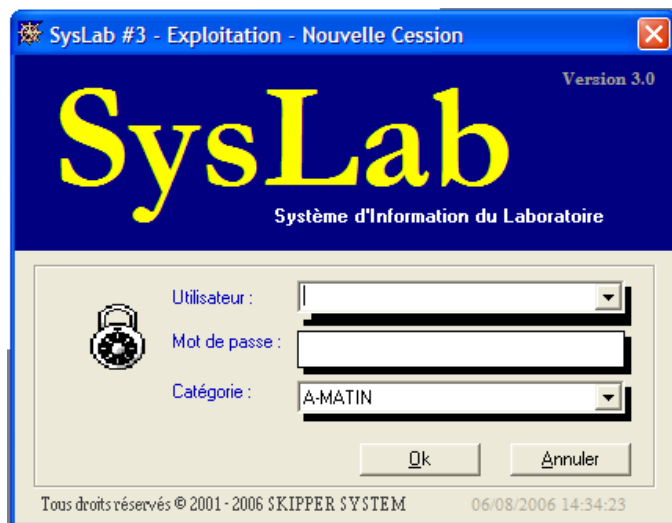 SysLab #3 - Exploitation - Nouvelle Cession
Version 3.0
SysLab
Système d'Information du Laboratoire
Utilisateur :
Mot de passe :
Catégorie :
A-MATIN
Ok
Annuler
Tous droits réservés © 2001 - 2006 SKIPPER SYSTEM
06/08/2006 14:34:23